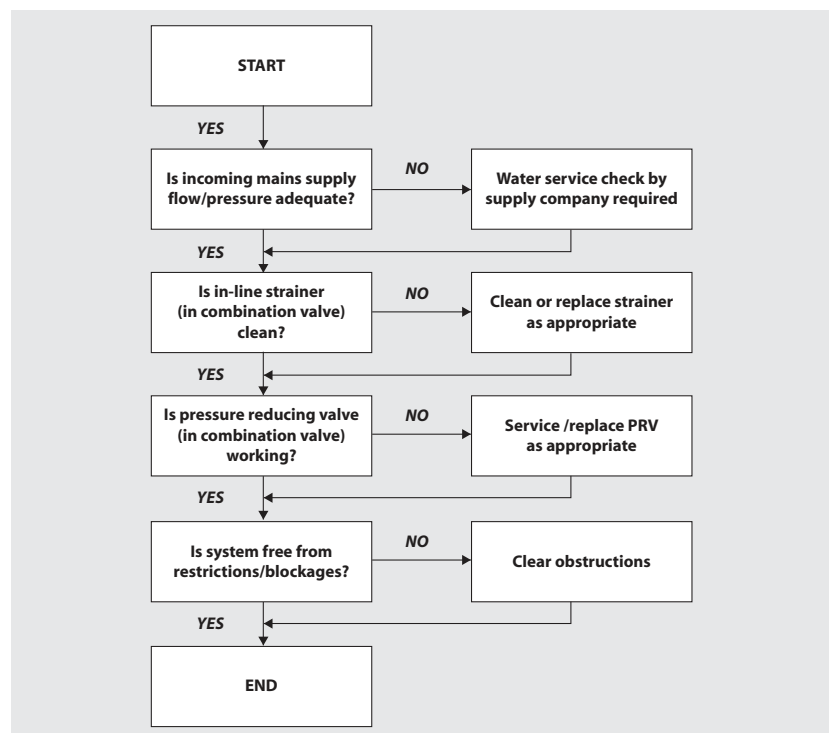 START
YES
Is incoming mains supply
flow/pressure adequate?
NO
Water service check by
supply company required
YES
Is in-line strainer
(in combination valve)
clean?
NO
Clean or replace strainer
as appropriate
YES
Is pressure reducing valve
(in combination valve)
working?
NO
Service /replace PRV
as appropriate
YES
Is system free from
restrictions/blockages?
NO
Clear obstructions
YES
END